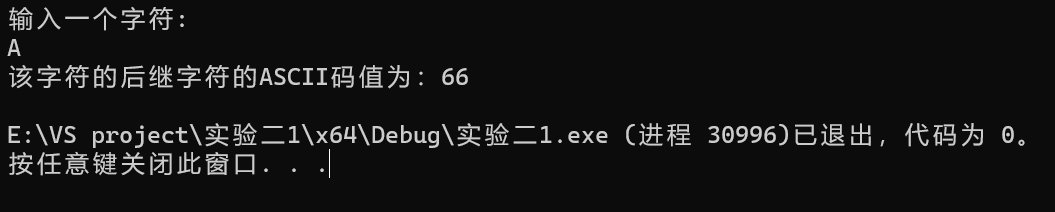 输入一个字符:
A
该字符的后继字符的ASCII码值为: 66
E:\VS project\实验二1\x64\Debug\实验二1.exe (进程 30996)已退出，代码为 0。
按任意键关闭此窗口. . .